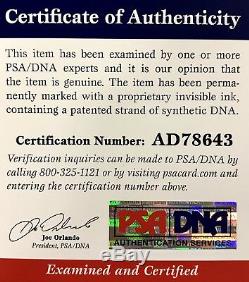 Certificate of Authenticity
This item has been examined by one or more
PSA/DNA experts and it is our opinion that
the item is genuine. The item has been perm-
anently marked with a proprietary invisible ink,
containing a patented strand of synthetic DNA.
Certification Number: AD78643
Verification inquiries can be made to PSA/DNA by
calling 800-325-1121 or by visiting psacard.com and
entering the certification number above.
Joe Orlando
President, PSA/DNA
PSA DNA
AUTHENTICATION SERVICES
Examined and Certified